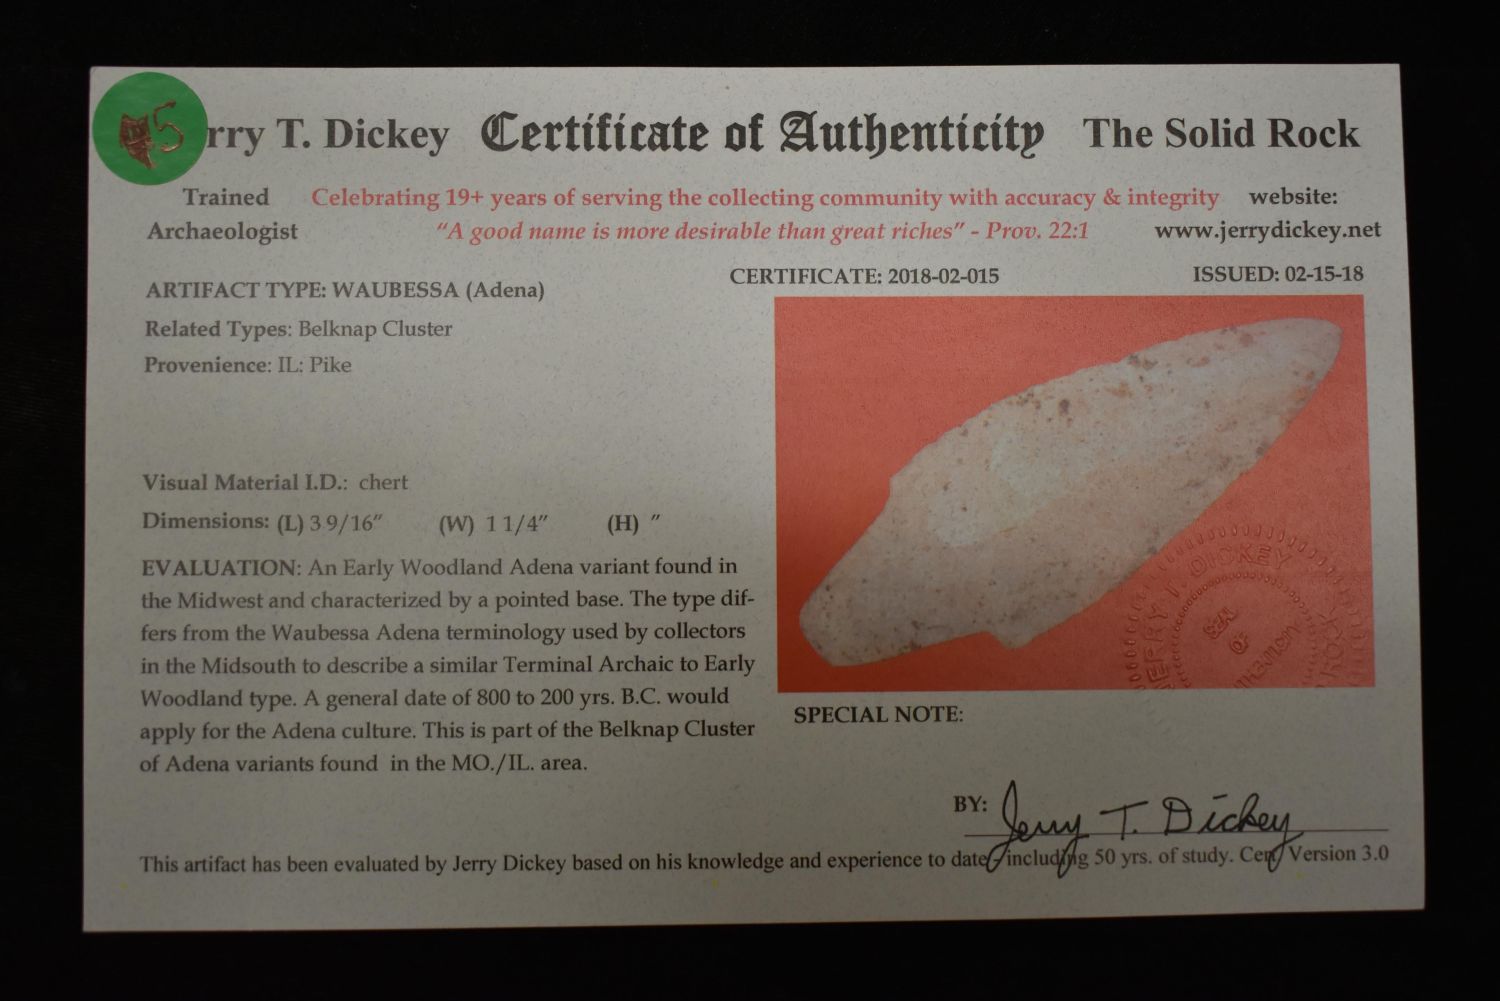 rry T. Dickey Certificate of Authenticity The Solid Rock
Trained Celebrating 19+ years of serving the collecting community with accuracy & integrity website:
Archaeologist "A good name is more desirable than great riches" - Prov. 22:1 www.jerrydickey.net
CERTIFICATE: 2018-02-015 ISSUED: 02-15-18
ARTIFACT TYPE: WAUBESSA (Adena)
Related Types: Belknap Cluster
Provenience: IL: Pike
Visual Material I.D.: chert
Dimensions: (L) 3 9/16" (W) 1 1/4" (H) "
EVALUATION: An Early Woodland Adena variant found in
the Midwest and characterized by a pointed base. The type dif-
fers from the Waubessa Adena terminology used by collectors
in the Midsouth to describe a similar Terminal Archaic to Early
Woodland type. A general date of 800 to 200 yrs. B.C. would
apply for the Adena culture. This is part of the Belknap Cluster
of Adena variants found in the MO./IL. area.
JERRY T. DICKEY
SEAL
OF
SPECIAL NOTE:
BY: Jerry T. Dickey
This artifact has been evaluated by Jerry Dickey based on his knowledge and experience to date, including 50 yrs. of study. Cert Version 3.0